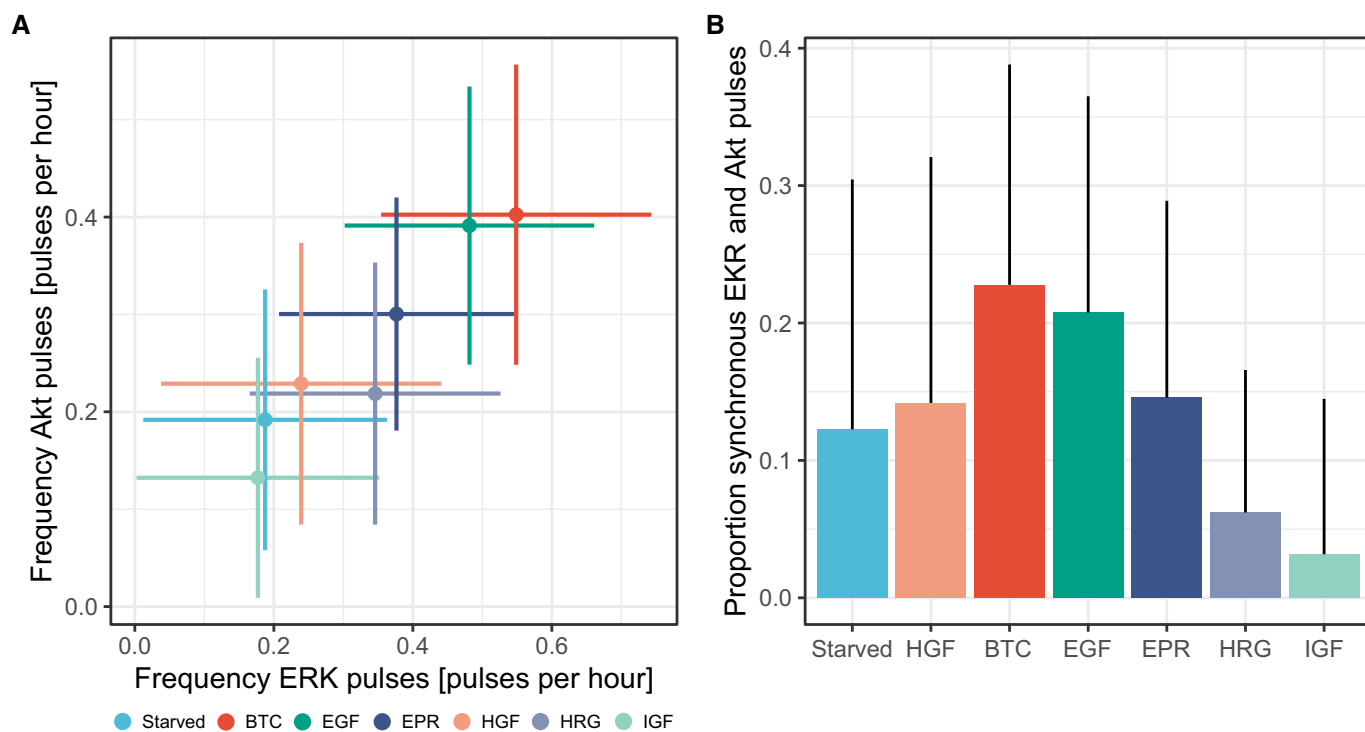 A
Frequency Akt pulses [pulses per hour]
0.4
0.2
0.0
0.0 0.2 0.4 0.6
Frequency ERK pulses [pulses per hour]
Starved BTC EGF EPR HGF HRG IGF
B
Proportion synchronous EKR and Akt pulses
0.4
0.3
0.2
0.1
0.0
Starved HGF BTC EGF EPR HRG IGF